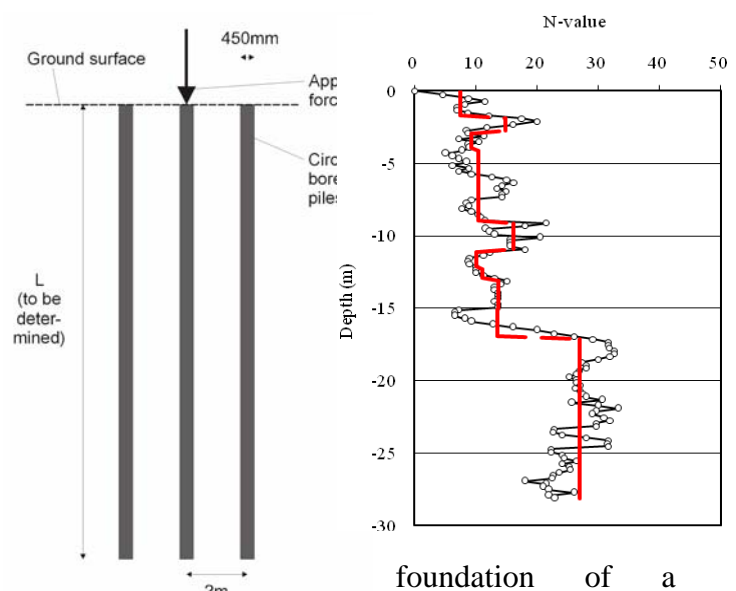 450mm
Ground surface
App
forc
Circ
bore
piles
L
(to be
deter-
mined)
2m
N-value
0 10 20 30 40 50
Depth (m)
0
-5
-10
-15
-20
-25
-30
foundation of a